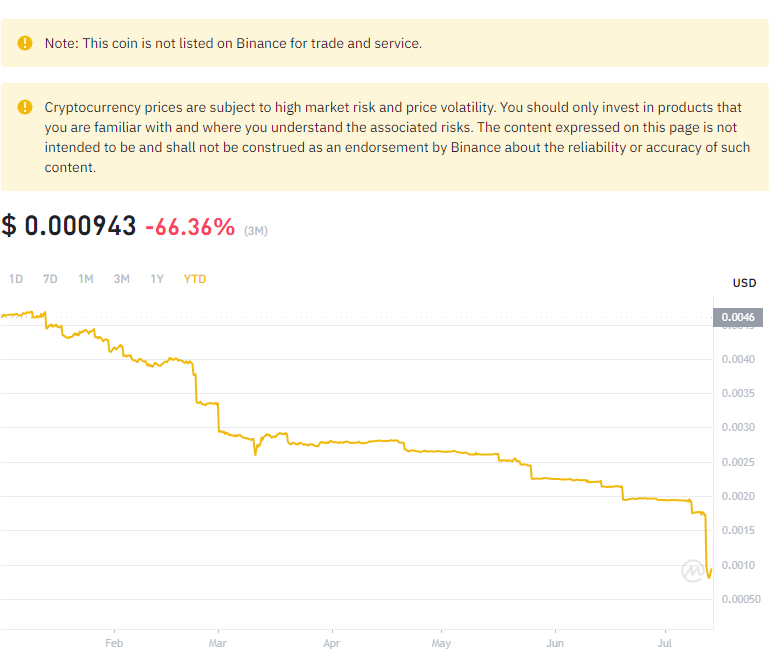 Note: This coin is not listed on Binance for trade and service.
Cryptocurrency prices are subject to high market risk and price volatility. You should only invest in products that
you are familiar with and where you understand the associated risks. The content expressed on this page is not
intended to be and shall not be construed as an endorsement by Binance about the reliability or accuracy of such
content.
$ 0.000943 -66.36% (3M)
1D 7D 1M 3M 1Y YTD
USD
0.0046
0.0040
0.0035
0.0030
0.0025
0.0020
0.0015
0.0010
0.00050
Feb Mar Apr May Jun Jul